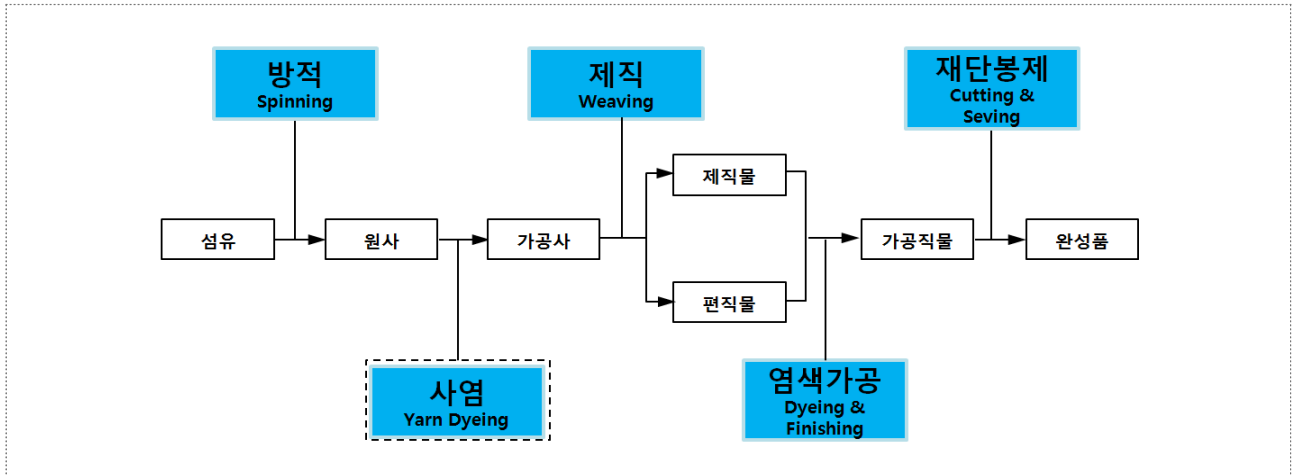 방적
Spinning
제직
Weaving
재단봉제
Cutting &
Seving
섬유
원사
가공사
제직물
편직물
가공직물
완성품
사염
Yarn Dyeing
염색가공
Dyeing &
Finishing